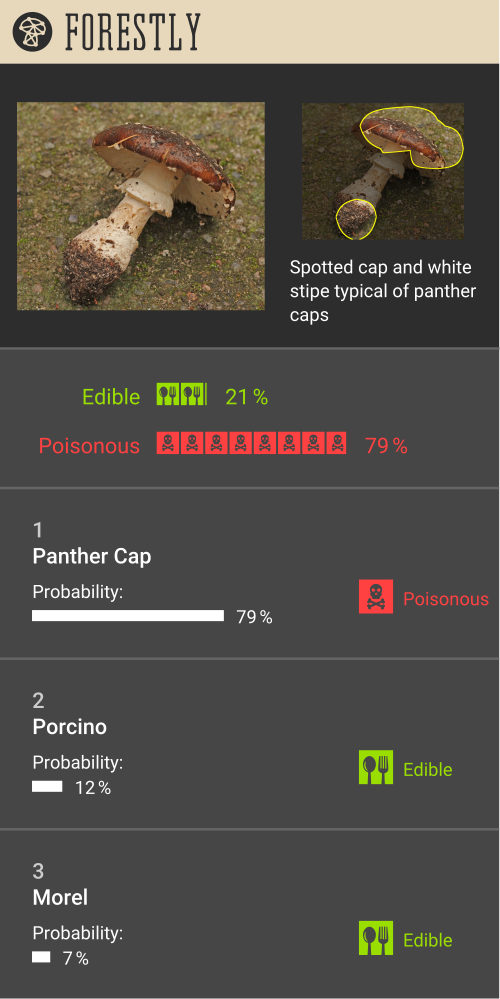 FORESTLY
Spotted cap and white
stipe typical of panther
caps
Edible 21 %
Poisonous 79 %
1
Panther Cap
Probability:
79 %
Poisonous
2
Porcino
Probability:
12 %
Edible
3
Morel
Probability:
7 %
Edible